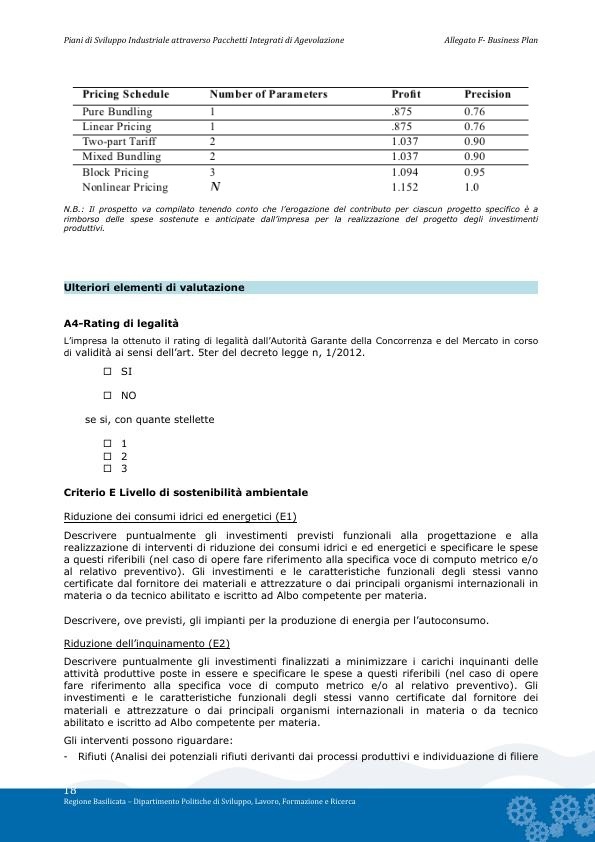 Piani di Sviluppo Industriale attraverso Pacchetti Integrati di Agevolazione Allegato F- Business Plan
Pricing Schedule Number of Parameters Profit Precision
Pure Bundling 1 .875 0.76
Linear Pricing 1 .875 0.76
Two-part Tariff 2 1.037 0.90
Mixed Bundling 2 1.037 0.90
Block Pricing 3 1.094 0.95
Nonlinear Pricing N 1.152 1.0
N.B.: Il prospetto va compilato tenendo conto che l'erogazione del contributo per ciascun progetto specifico è a
rimborso delle spese sostenute e anticipate dall'impresa per la realizzazione del progetto degli investimenti
produttivi.
Ulteriori elementi di valutazione
A4-Rating di legalità
L'impresa la ottenuto il rating di legalità dall'Autorità Garante della Concorrenza e del Mercato in corso
di validità ai sensi dell'art. 5ter del decreto legge n, 1/2012.
☐ SI
☐ NO
se si, con quante stellette
☐ 1
☐ 2
☐ 3
Criterio E Livello di sostenibilità ambientale
Riduzione dei consumi idrici ed energetici (E1)
Descrivere puntualmente gli investimenti previsti funzionali alla progettazione e alla
realizzazione di interventi di riduzione dei consumi idrici e ed energetici e specificare le spese
a questi riferibili (nel caso di opere fare riferimento alla specifica voce di computo metrico e/o
al relativo preventivo). Gli investimenti e le caratteristiche funzionali degli stessi vanno
certificate dal fornitore dei materiali e attrezzature o dai principali organismi internazionali in
materia o da tecnico abilitato e iscritto ad Albo competente per materia.
Descrivere, ove previsti, gli impianti per la produzione di energia per l'autoconsumo.
Riduzione dell'inquinamento (E2)
Descrivere puntualmente gli investimenti finalizzati a minimizzare i carichi inquinanti delle
attività produttive poste in essere e specificare le spese a questi riferibili (nel caso di opere
fare riferimento alla specifica voce di computo metrico e/o al relativo preventivo). Gli
investimenti e le caratteristiche funzionali degli stessi vanno certificate dal fornitore dei
materiali e attrezzature o dai principali organismi internazionali in materia o da tecnico
abilitato e iscritto ad Albo competente per materia.
Gli interventi possono riguardare:
- Rifiuti (Analisi dei potenziali rifiuti derivanti dai processi produttivi e individuazione di filiere
18
Regione Basilicata – Dipartimento Politiche di Sviluppo, Lavoro, Formazione e Ricerca